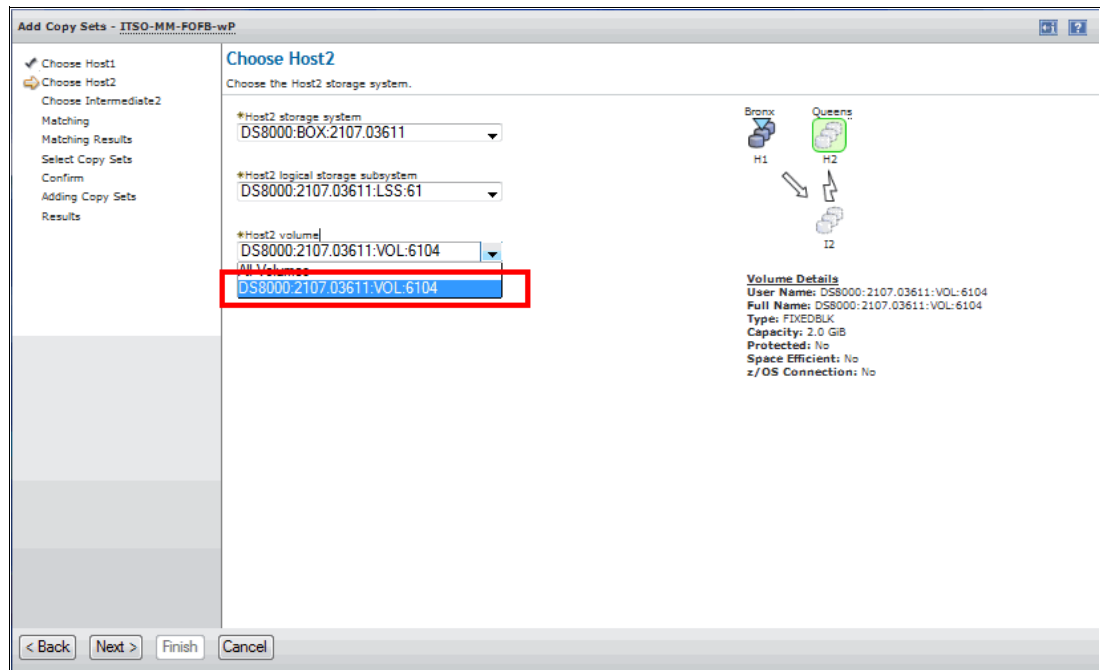 Add Copy Sets - ITSO-MM-FOFB-wP
Choose Host1
Choose Host2
Choose Intermediate2
Matching
Matching Results
Select Copy Sets
Confirm
Adding Copy Sets
Results
Choose Host2
Choose the Host2 storage system.
*Host2 storage system
DS8000:BOX:2107.03611
*Host2 logical storage subsystem
DS8000:2107.03611:LSS:61
*Host2 volume
DS8000:2107.03611:VOL:6104
All Volumes
DS8000:2107.03611:VOL:6104
Bronx Queens
H1 H2
I2
Volume Details
User Name: DS8000:2107.03611:VOL:6104
Full Name: DS8000:2107.03611:VOL:6104
Type: FIXEDBLK
Capacity: 2.0 GiB
Protected: No
Space Efficient: No
z/OS Connection: No
< Back Next > Finish Cancel
?